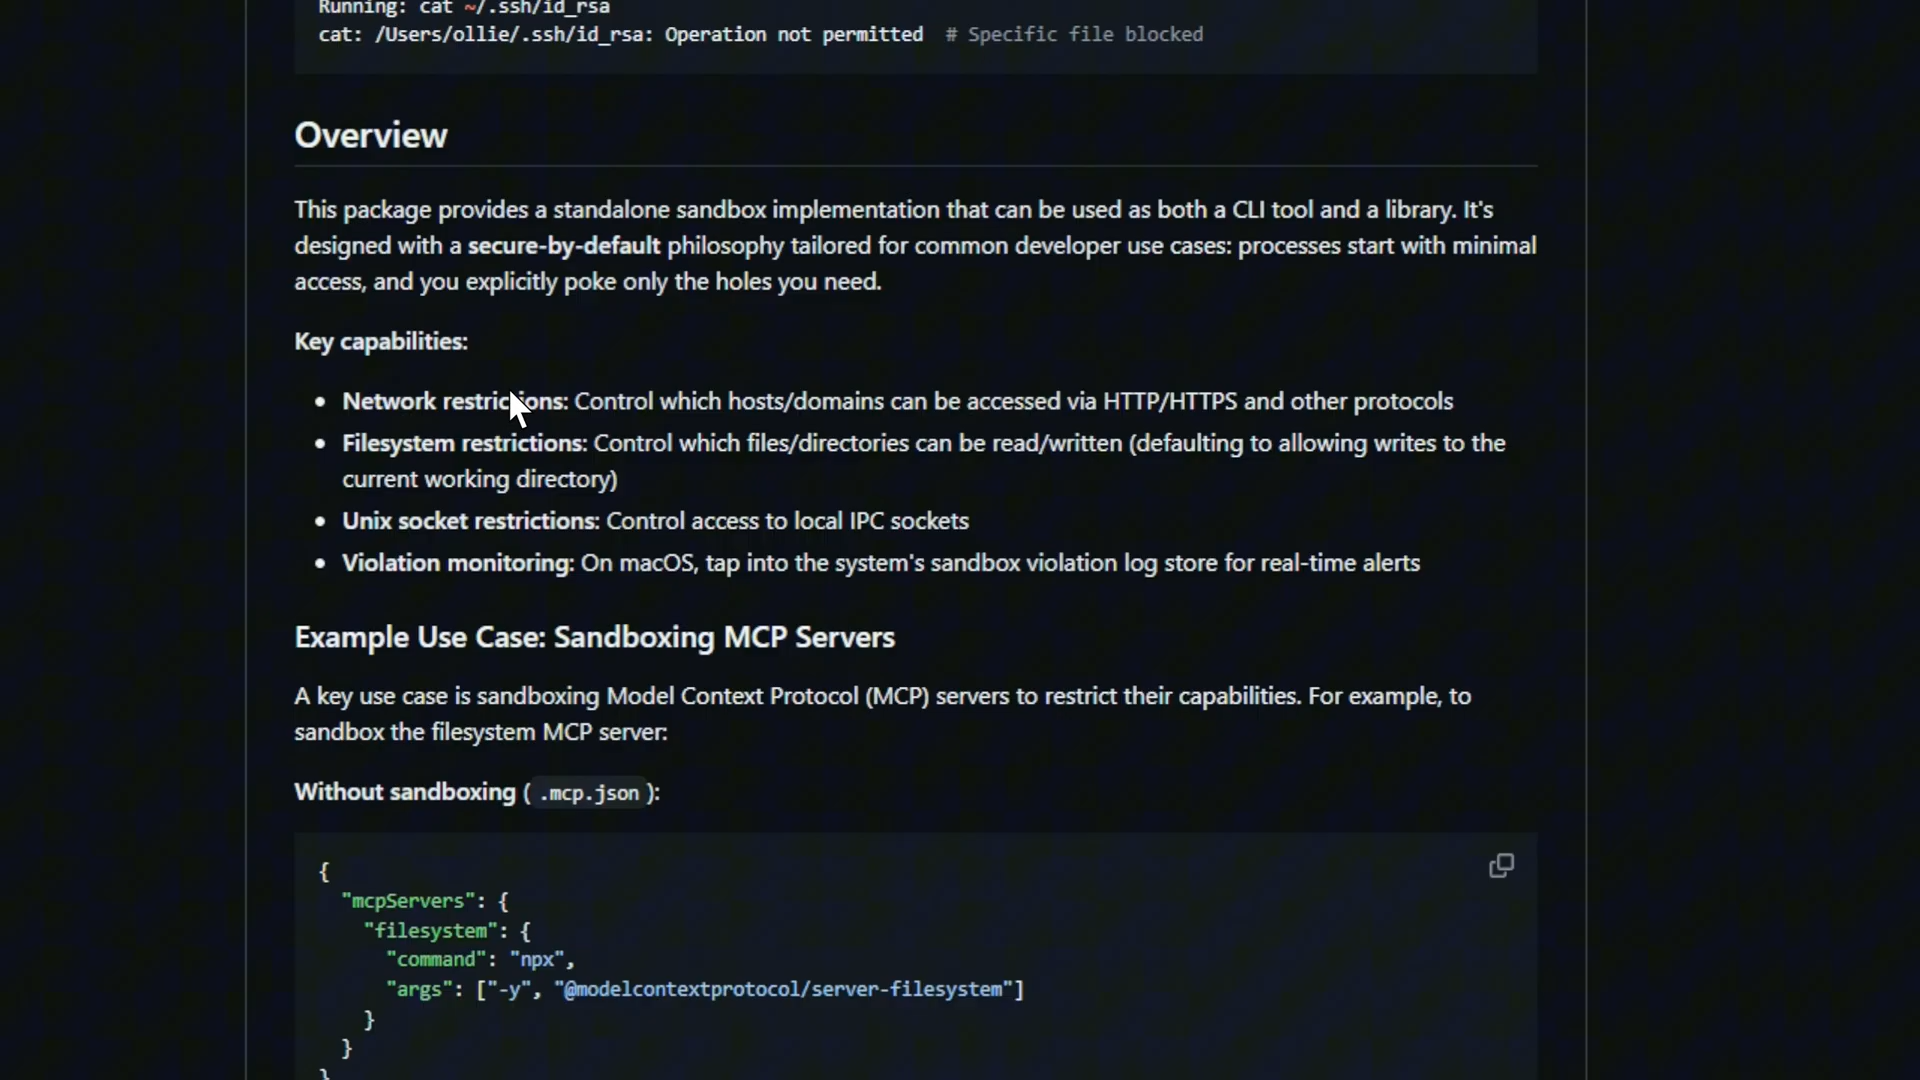 Running: cat ~/.ssh/id_rsa
cat: /Users/ollie/.ssh/id_rsa: Operation not permitted # Specific file blocked
Overview
This package provides a standalone sandbox implementation that can be used as both a CLI tool and a library. It's
designed with a secure-by-default philosophy tailored for common developer use cases: processes start with minimal
access, and you explicitly poke only the holes you need.
Key capabilities:
• Network restrictions: Control which hosts/domains can be accessed via HTTP/HTTPS and other protocols
• Filesystem restrictions: Control which files/directories can be read/written (defaulting to allowing writes to the
current working directory)
• Unix socket restrictions: Control access to local IPC sockets
• Violation monitoring: On macOS, tap into the system's sandbox violation log store for real-time alerts
Example Use Case: Sandboxing MCP Servers
A key use case is sandboxing Model Context Protocol (MCP) servers to restrict their capabilities. For example, to
sandbox the filesystem MCP server:
Without sandboxing ( .mcp.json ):
{
"mcpServers": {
"filesystem": {
"command": "npx",
"args": ["-y", "@modelcontextprotocol/server-filesystem"]
}
}
}